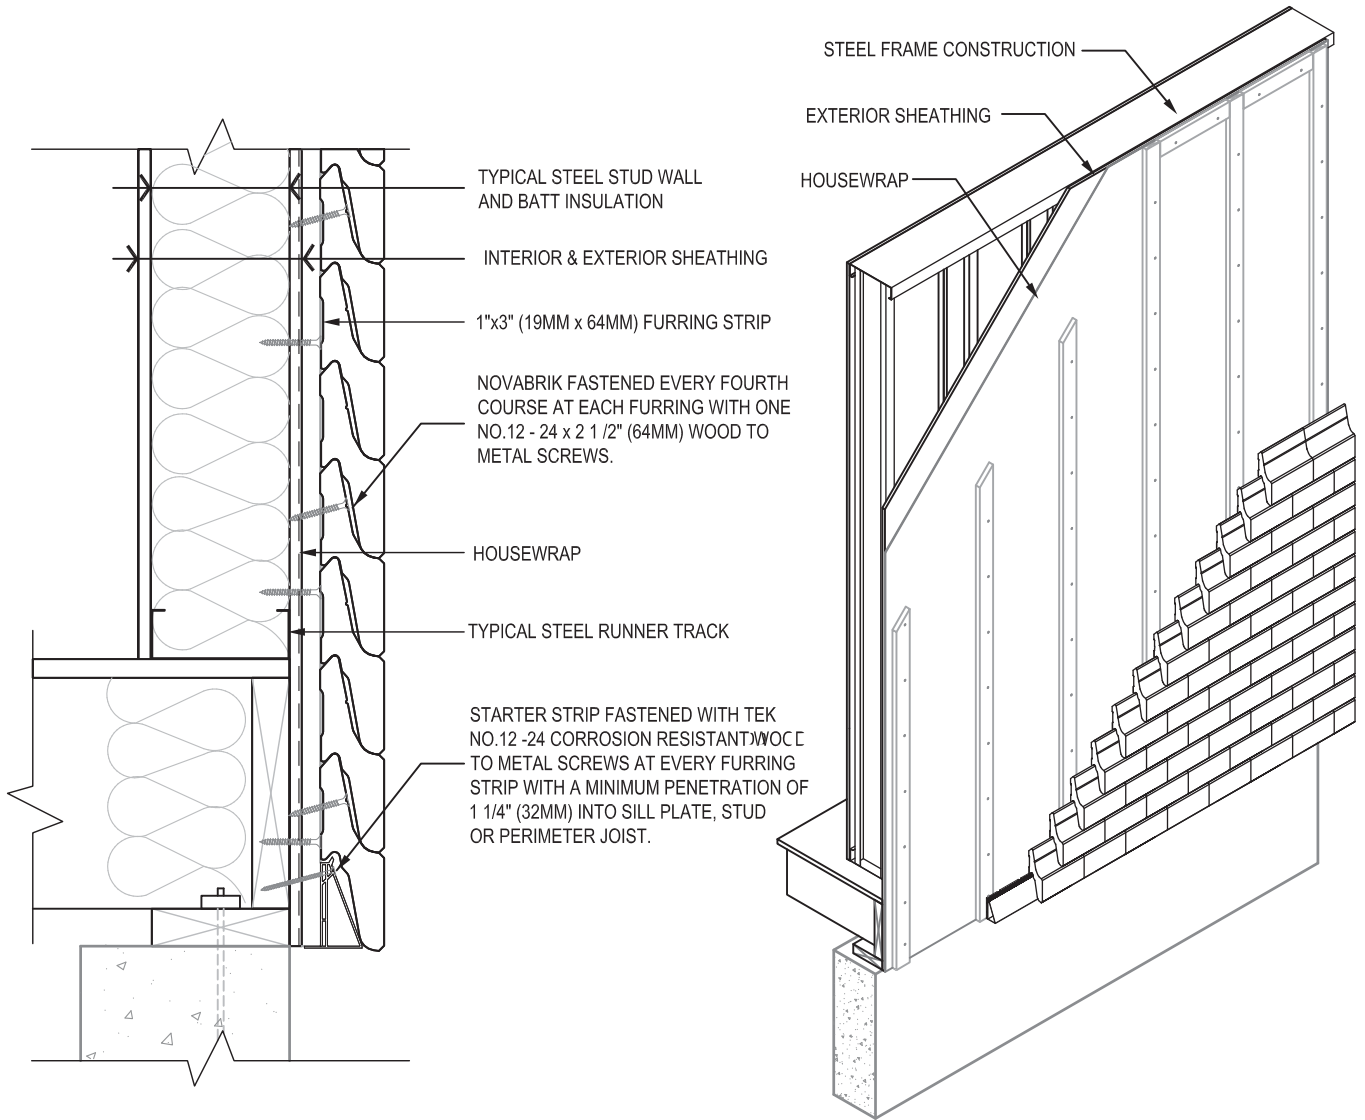 STEEL FRAME CONSTRUCTION
EXTERIOR SHEATHING
HOUSEWRAP
TYPICAL STEEL STUD WALL
AND BATT INSULATION
INTERIOR & EXTERIOR SHEATHING
1"x3" (19MM x 64MM) FURRING STRIP
NOVABRIK FASTENED EVERY FOURTH
COURSE AT EACH FURRING WITH ONE
NO.12 - 24 x 2 1 /2" (64MM) WOOD TO
METAL SCREWS.
HOUSEWRAP
TYPICAL STEEL RUNNER TRACK
STARTER STRIP FASTENED WITH TEK
NO.12 -24 CORROSION RESISTANT
TO METAL SCREWS AT EVERY FURRING
STRIP WITH A MINIMUM PENETRATION OF
1 1/4" (32MM) INTO SILL PLATE, STUD
OR PERIMETER JOIST.